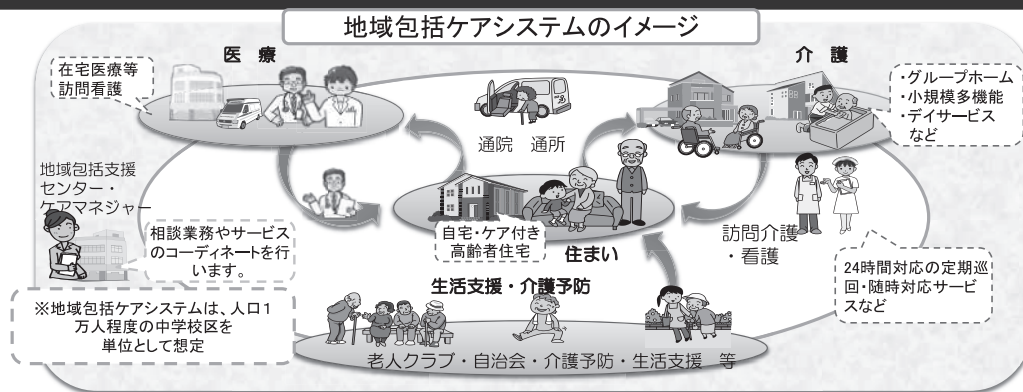 地域包括ケアシステムのイメージ
医 療
介 護
在宅医療等
訪問看護
・グループホーム
・小規模多機能
・デイサービス
など
通院 通所
地域包括支援
センター・
ケアマネジャー
相談業務やサービス
のコーディネートを行
います。
自宅・ケア付き
高齢者住宅
住まい
訪問介護
・看護
24時間対応の定期巡
回・随時対応サービ
スなど
生活支援・介護予防
※地域包括ケアシステムは、人口1
万人程度の中学校区を
単位として想定
老人クラブ・自治会・介護予防・生活支援 等